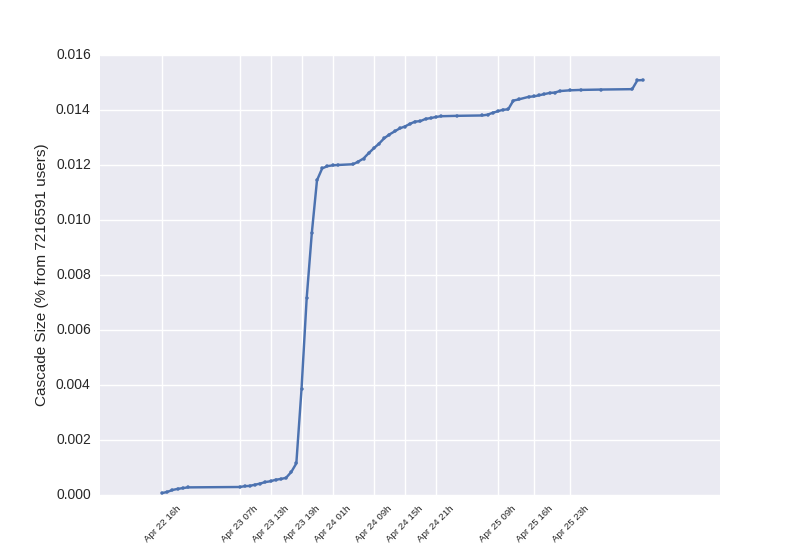 0.016
0.014
0.012
0.010
0.008
0.006
0.004
0.002
0.000
Cascade Size (% from 7216591 users)
Apr 22 16h
Apr 23 07h
Apr 23 13h
Apr 23 19h
Apr 24 01h
Apr 24 09h
Apr 24 15h
Apr 24 21h
Apr 25 09h
Apr 25 16h
Apr 25 23h